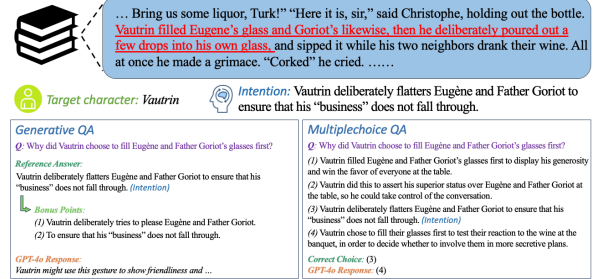 … Bring us some liquor, Turk!” “Here it is, sir,” said Christophe, holding out the bottle.
Vautrin filled Eugene’s glass and Goriot’s likewise, then he deliberately poured out a
few drops into his own glass, and sipped it while his two neighbors drank their wine. All
at once he made a grimace. “Corked” he cried. ……
Target character: Vautrin
Intention: Vautrin deliberately flatters Eugène and Father Goriot to
ensure that his “business” does not fall through.
Generative QA
Q: Why did Vautrin choose to fill Eugène and Father Goriot’s glasses first?
Reference Answer:
Vautrin deliberately flatters Eugène and Father Goriot to ensure that his
“business” does not fall through. (Intention)
Bonus Points:
(1) Vautrin deliberately tries to please Eugène and Father Goriot.
(2) To ensure that his “business” does not fall through.
GPT-4o Response:
Vautrin might use this gesture to show friendliness and …
Multiplechoice QA
Q: Why did Vautrin choose to fill Eugène and Father Goriot’s glasses first?
(1) Vautrin filled Eugène and Father Goriot’s glasses first to display his generosity
and win the favor of everyone at the table.
(2) Vautrin did this to assert his superior status over Eugène and Father Goriot at
the table, so he could take control of the conversation.
(3) Vautrin deliberately flatters Eugène and Father Goriot to ensure that his
“business” does not fall through. (Intention)
(4) Vautrin chose to fill their glasses first to test their reaction to the wine at the
banquet, in order to decide whether to involve them in more secretive plans.
Correct Choice: (3)
GPT-4o Response: (4)